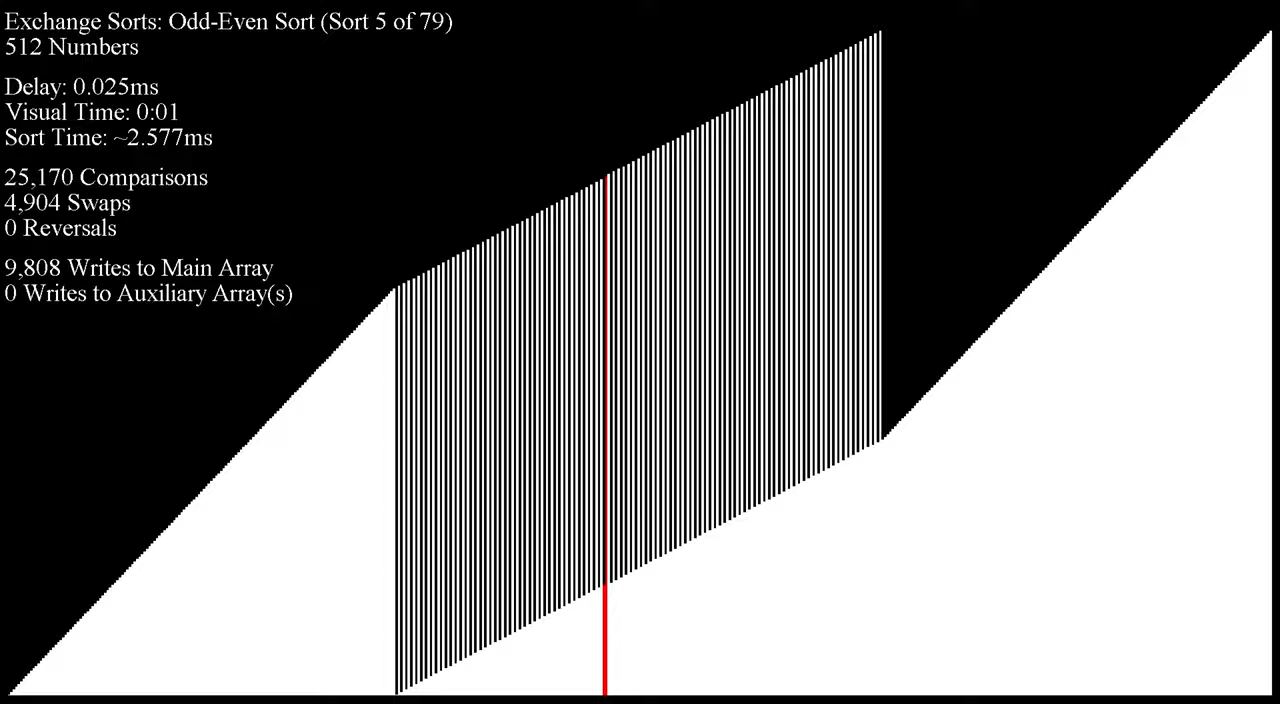 Exchange Sorts: Odd-Even Sort (Sort 5 of 79)
512 Numbers
Delay: 0.025ms
Visual Time: 0:01
Sort Time: ~2.577ms
25,170 Comparisons
4,904 Swaps
0 Reversals
9,808 Writes to Main Array
0 Writes to Auxiliary Array(s)